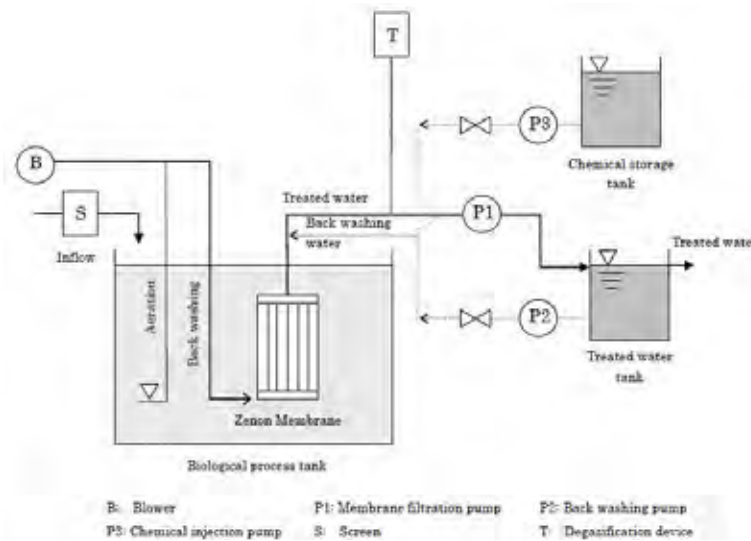 T
P3
Chemical storage
tank
B
S
Inflow
Treated water
Back washing
water
P1
Treated wate
Aeration
Back washing
P2
Treated water
tank
Zenon Membrane
Biological process tank
B: Blower
P1: Membrane filtration pump
P2: Back washing pump
P3: Chemical injection pump
S: Screen
T: Degasification device